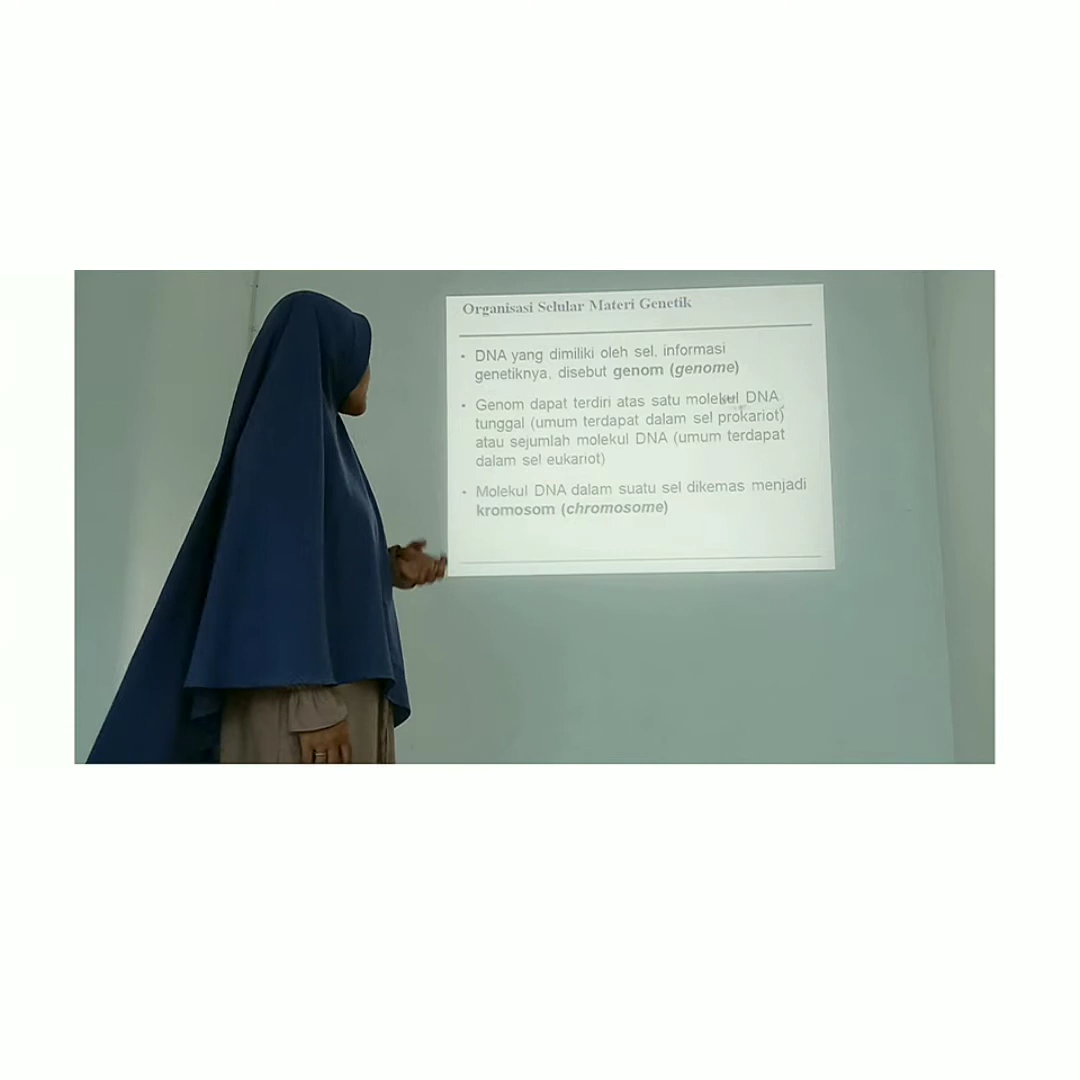 Organisasi Selular Materi Genetik
• DNA yang dimiliki oleh sel, informasi
genetiknya, disebut genom (genome)
• Genom dapat terdiri atas satu molekul DNA
tunggal (umum terdapat dalam sel prokariot)
atau sejumlah molekul DNA (umum terdapat
dalam sel eukariot)
• Molekul DNA dalam suatu sel dikemas menjadi
kromosom (chromosome)